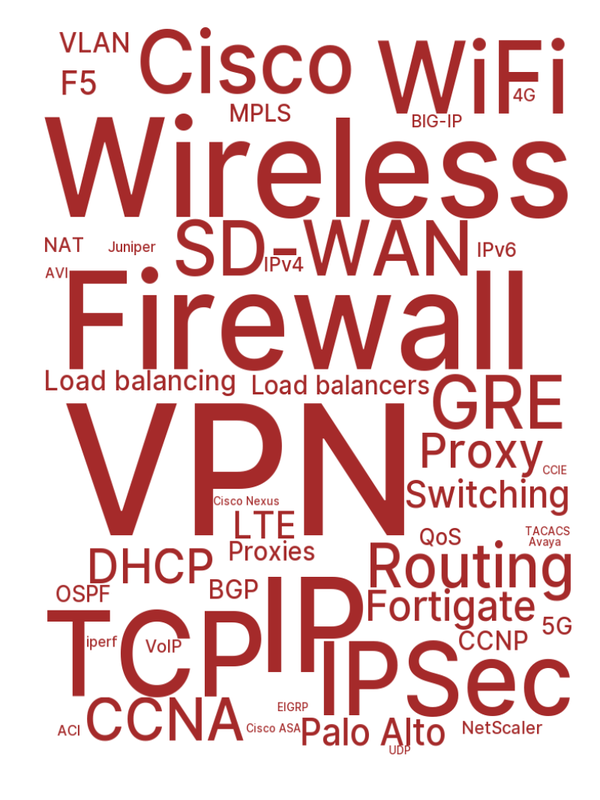 VLAN
Cisco
WiFi
F5
4G
MPLS
BIG-IP
Wireless
NAT
Juniper
SD-WAN
IPv4
IPv6
AVI
Firewall
Load balancing
Load balancers
GRE
VPN
Proxy
CCIE
Switching
Cisco Nexus
LTE
QoS
TACACS
Avaya
Proxies
DHCP
Routing
OSPF
BGP
IP
Fortigate
5G
TCP
iperf
VoIP
CCNP
IPSec
CCNA
EIGRP
ACI
Cisco ASA
Palo Alto
NetScaler
UDP